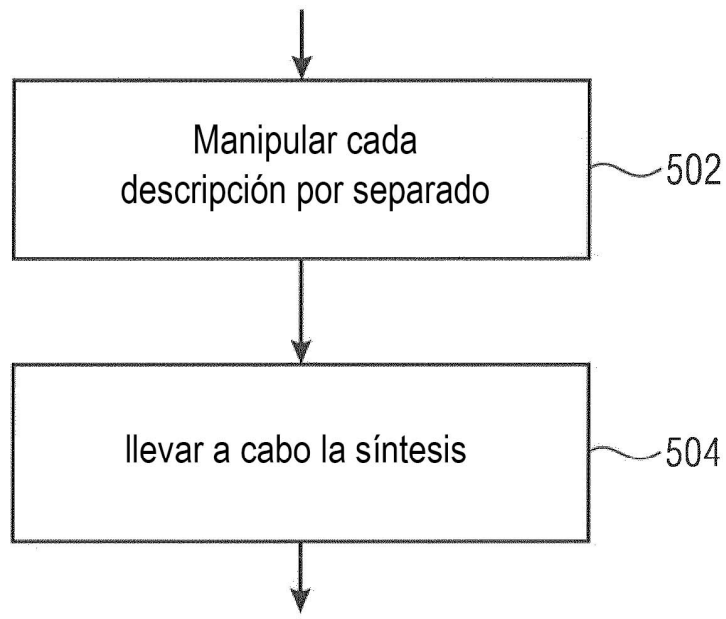 Manipular cada
descripción por separado
502
llevar a cabo la síntesis
504